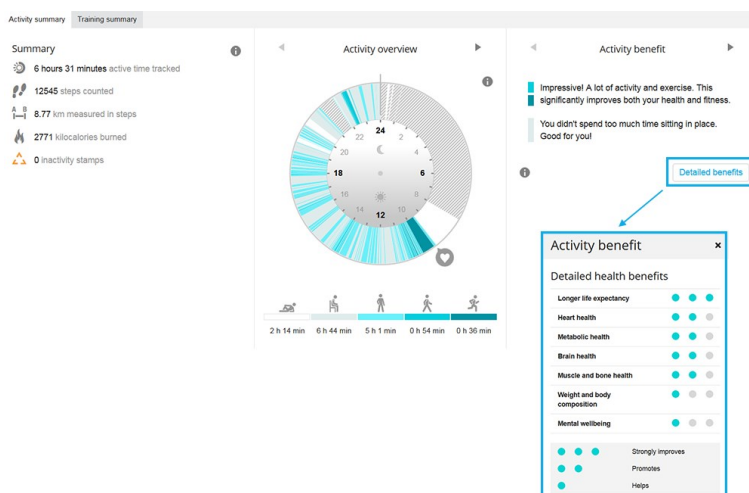 Activity summary
Training summary
Summary
6 hours 31 minutes active time tracked
12545 steps counted
A B
8.77 km measured in steps
2771 kilocalories burned
0 inactivity stamps
Activity overview
24
22 2
20 4
18 6
16 8
14 10
12
2 h 14 min 6 h 44 min 5 h 1 min 0 h 54 min 0 h 36 min
Activity benefit
Impressive! A lot of activity and exercise. This
significantly improves both your health and fitness.
You didn't spend too much time sitting in place.
Good for you!
Detailed benefits
Activity benefit ×
Detailed health benefits
Longer life expectancy
Heart health
Metabolic health
Brain health
Muscle and bone health
Weight and body
composition
Mental wellbeing
Strongly improves
Promotes
Helps